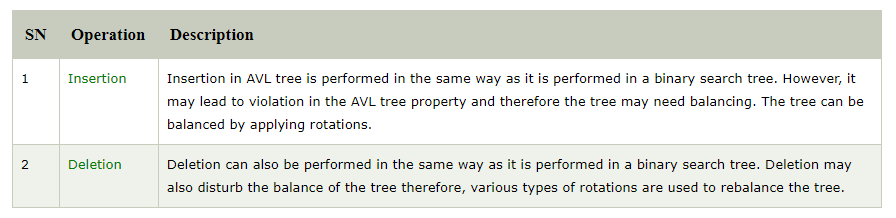 SN Operation Description
1 Insertion Insertion in AVL tree is performed in the same way as it is performed in a binary search tree. However, it
may lead to violation in the AVL tree property and therefore the tree may need balancing. The tree can be
balanced by applying rotations.
2 Deletion Deletion can also be performed in the same way as it is performed in a binary search tree. Deletion may
also disturb the balance of the tree therefore, various types of rotations are used to rebalance the tree.